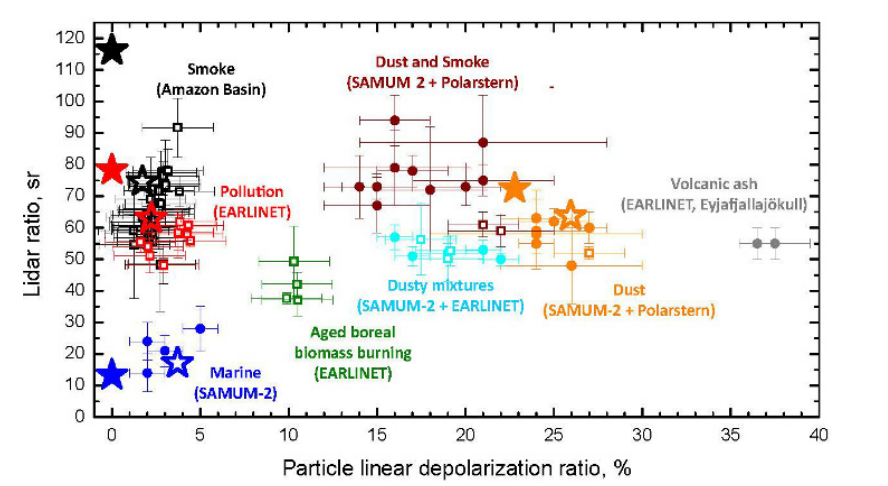 120
110
100
90
80
70
60
50
40
30
20
10
0
Lidar ratio, sr
Smoke
(Amazon Basin)
Dust and Smoke
(SAMUM 2 + Polarstern)
Pollution
(EARLINET)
Volcanic ash
(EARLINET, Eyjafjallajökull)
Dusty mixtures
(SAMUM-2 + EARLINET)
Dust
(SAMUM-2 + Polarstern)
Aged boreal
biomass burning
(EARLINET)
Marine
(SAMUM-2)
0 5 10 15 20 25 30 35 40
Particle linear depolarization ratio, %